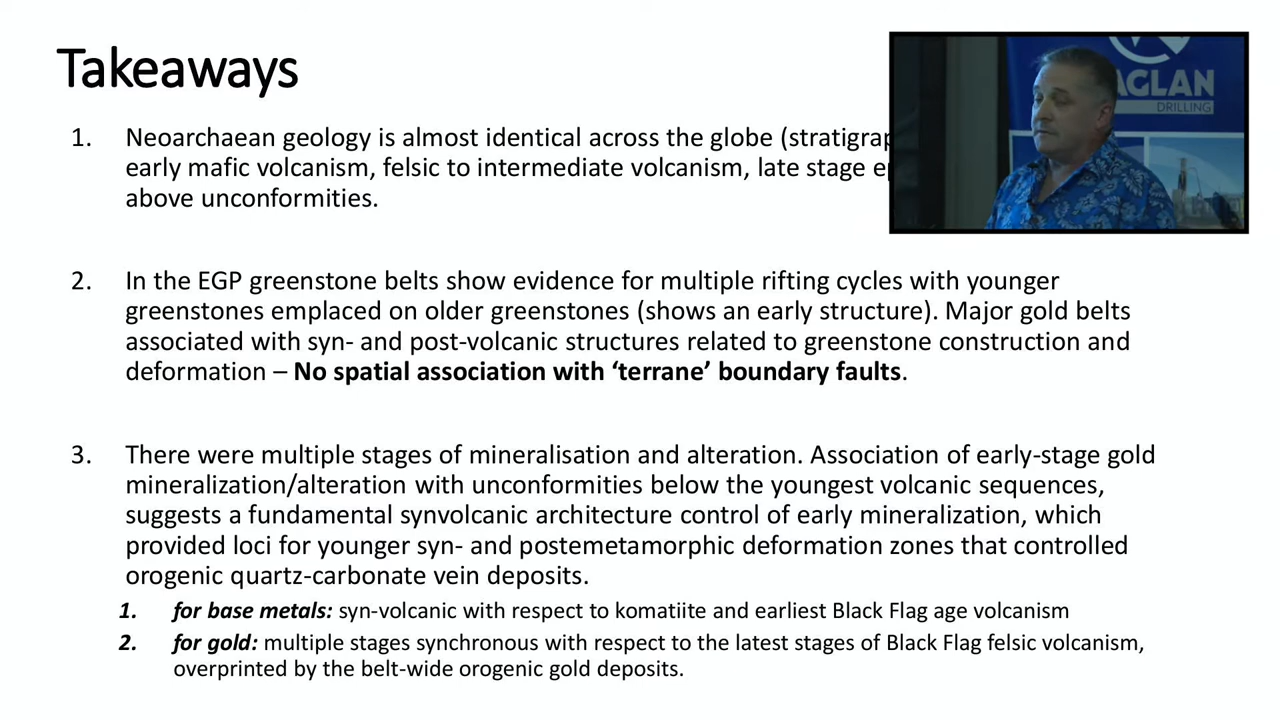 Takeaways
1. Neoarchaean geology is almost identical across the globe
early mafic volcanism, felsic to intermediate volcanism, late stage
above unconformities.
2. In the EGP greenstone belts show evidence for multiple rifting cycles with younger
greenstones emplaced on older greenstones (shows an early structure). Major gold belts
associated with syn- and post-volcanic structures related to greenstone construction and
deformation – No spatial association with ‘terrane’ boundary faults.
3. There were multiple stages of mineralisation and alteration. Association of early-stage gold
mineralization/alteration with unconformities below the youngest volcanic sequences,
suggests a fundamental synvolcanic architecture control of early mineralization, which
provided loci for younger syn- and postemetamorphic deformation zones that controlled
orogenic quartz-carbonate vein deposits.
1. for base metals: syn-volcanic with respect to komatiite and earliest Black Flag age volcanism
2. for gold: multiple stages synchronous with respect to the latest stages of Black Flag felsic volcanism,
overprinted by the belt-wide orogenic gold deposits.
AGLAN
DRILLING